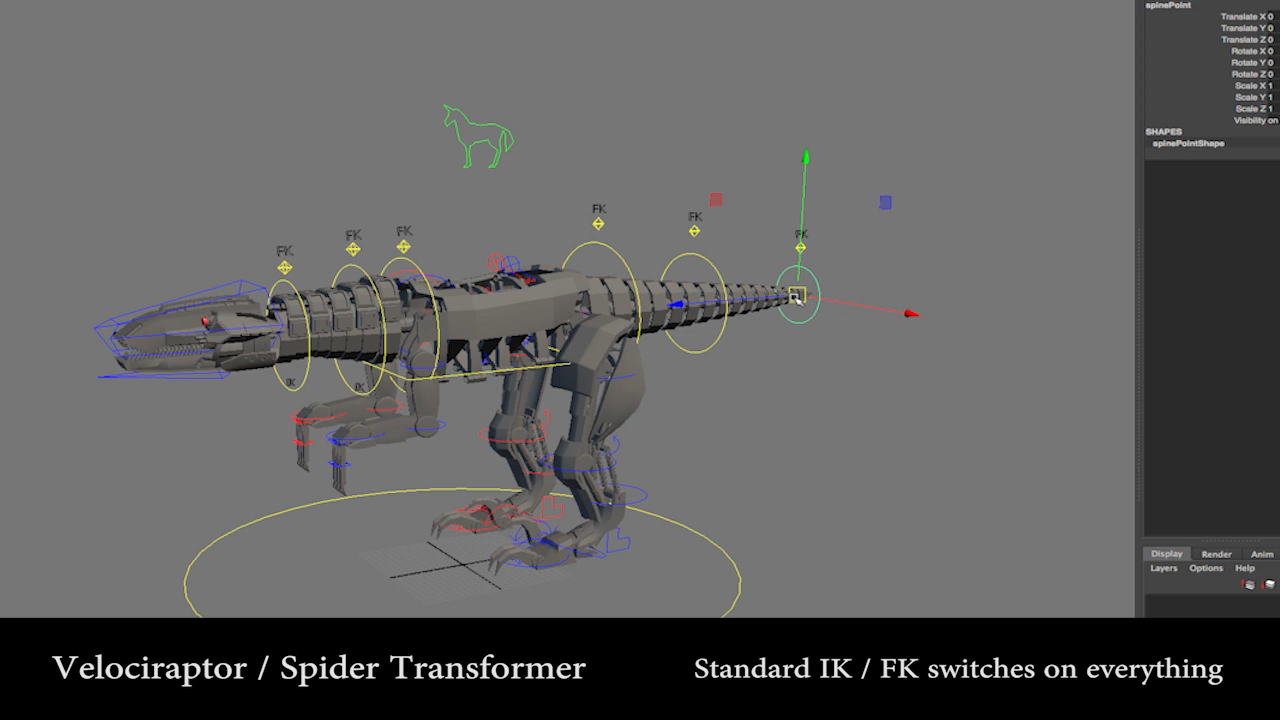 spinePoint
Translate X 0
Translate Y 0
Translate Z 0
Rotate X 0
Rotate Y 0
Rotate Z 0
Scale X 1
Scale Y 1
Scale Z 1
Visibility on
SHAPES
spinePointShape
FK
FK
FK
FK
FK
FK
IK
IK
Display Render Anim
Layers Options Help
Velociraptor / Spider Transformer
Standard IK / FK switches on everything